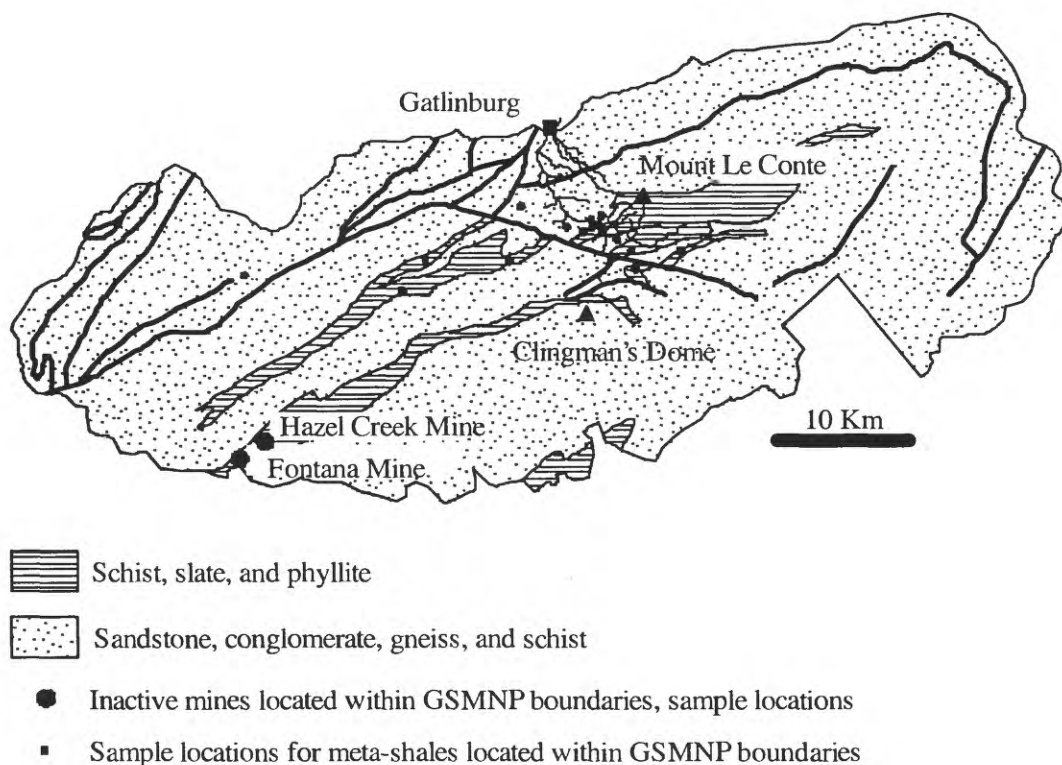 Gatlinburg
Mount Le Conte
Clingman's Dome
10 Km
Hazel Creek Mine
Fontana Mine
Schist, slate, and phyllite
Sandstone, conglomerate, gneiss, and schist
Inactive mines located within GSMNP boundaries, sample locations
Sample locations for meta-shales located within GSMNP boundaries